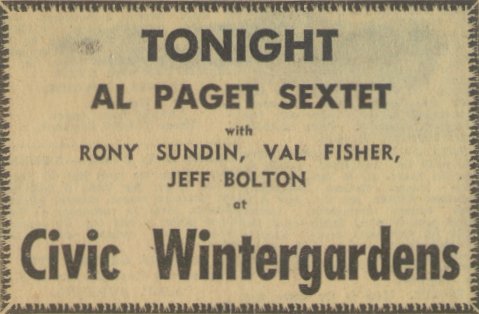 TONIGHT
AL PAGET SEXTET
with
RONY SUNDIN, VAL FISHER,
JEFF BOLTON
at
Civic Wintergardens